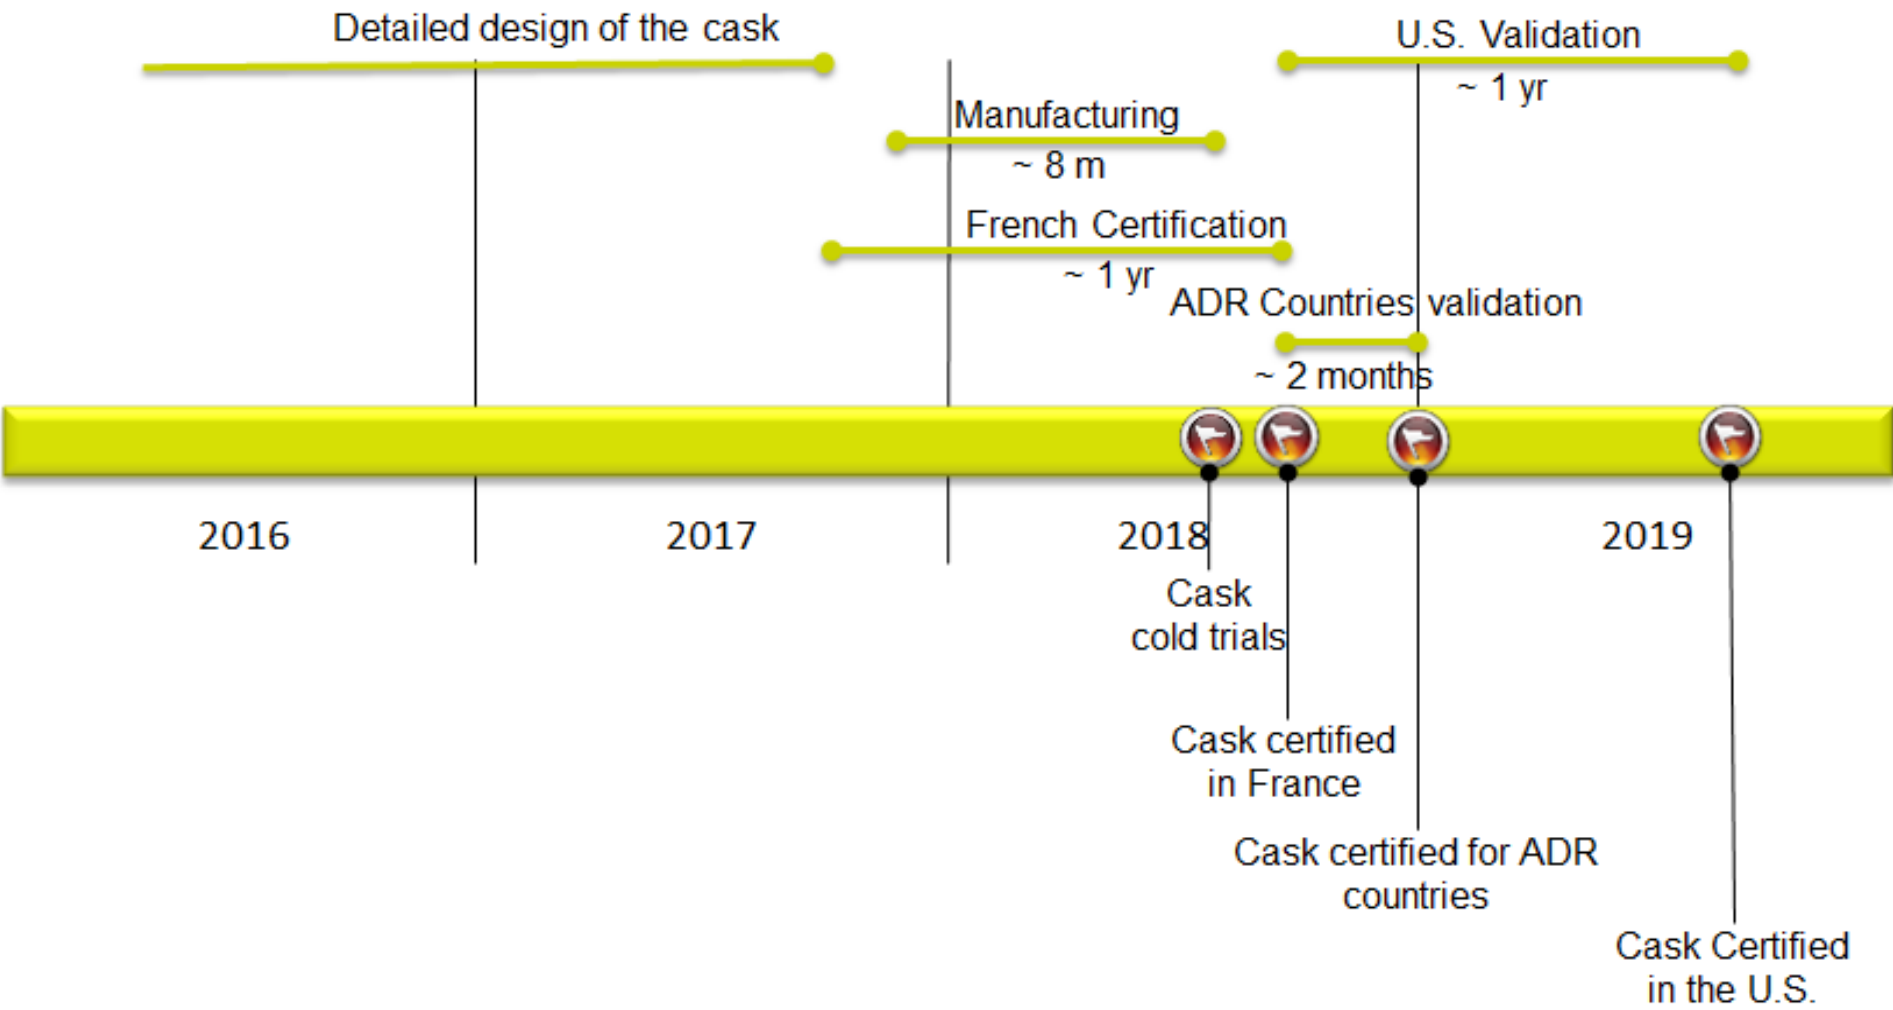 Detailed design of the cask
U.S. Validation
~ 1 yr
Manufacturing
~ 8 m
French Certification
~ 1 yr
ADR Countries validation
~ 2 months
2016
2017
2018
2019
Cask
cold trials
Cask certified
in France
Cask certified for ADR
countries
Cask Certified
in the U.S.